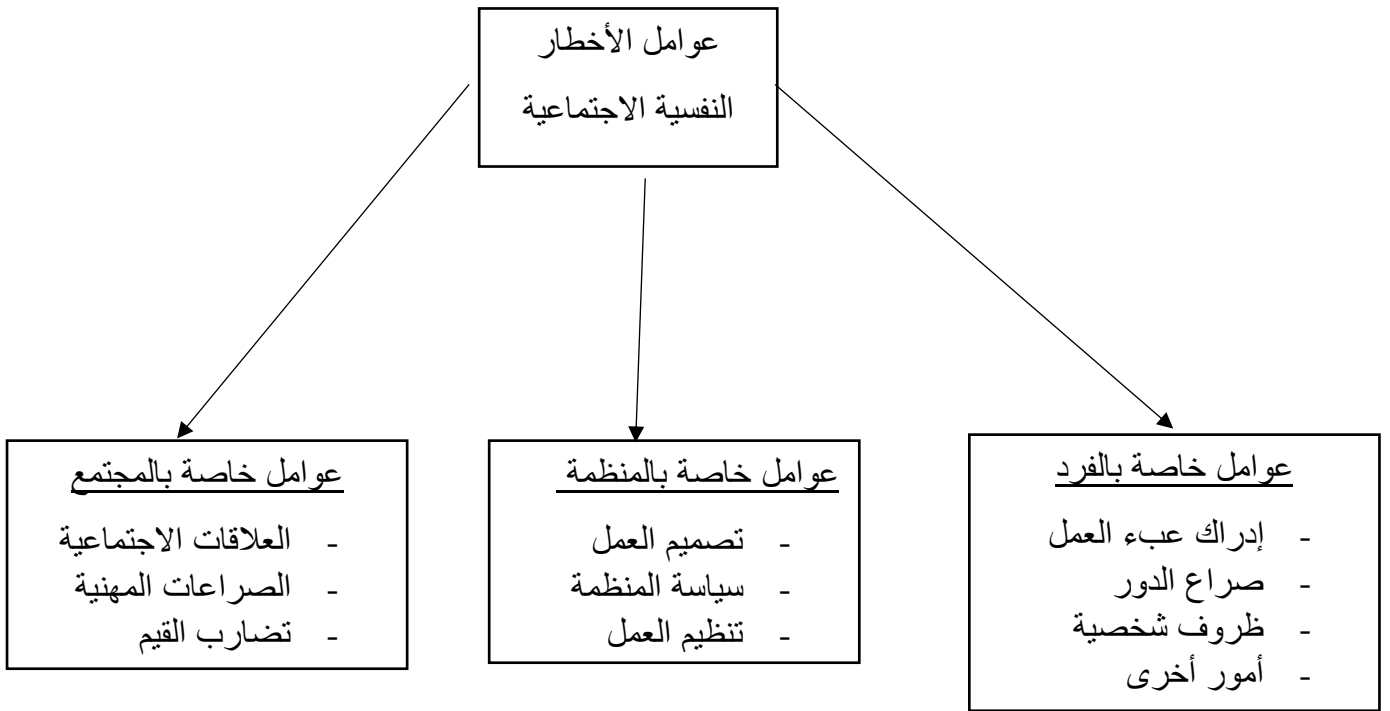 عوامل الأخطار
النفسية الاجتماعية
عوامل خاصة بالفرد
- إدراك عبء العمل
- صراع الدور
- ظروف شخصية
- أمور أخرى
عوامل خاصة بالمنظمة
- تصميم العمل
- سياسة المنظمة
- تنظيم العمل
عوامل خاصة بالمجتمع
- العلاقات الاجتماعية
- الصراعات المهنية
- تضارب القيم